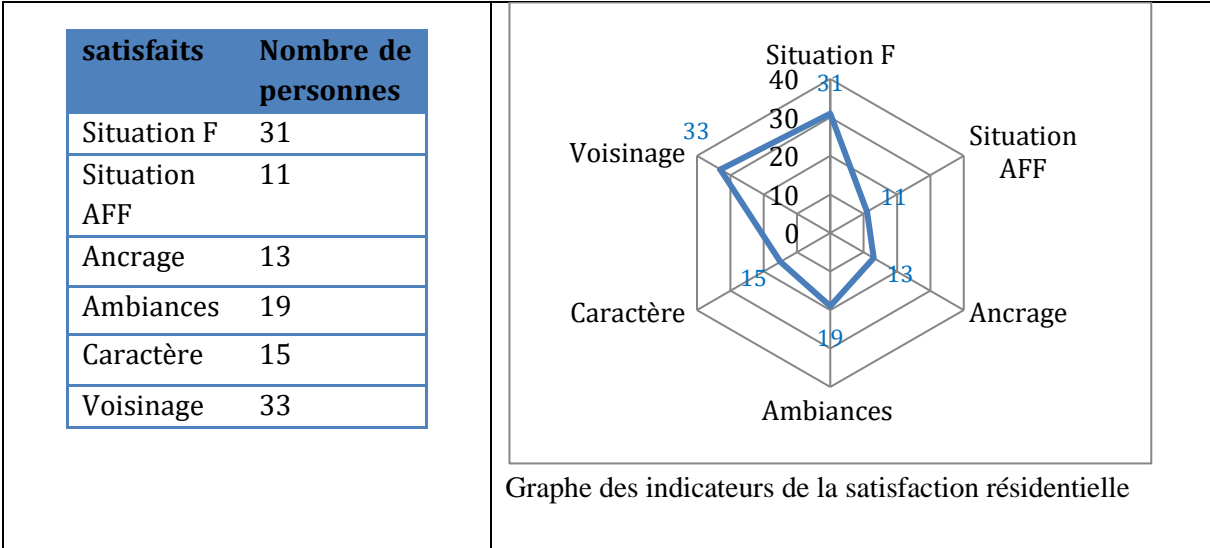 satisfaits Nombre de
personnes
Situation F 31
Situation 11
AFF
Ancrage 13
Ambiances 19
Caractère 15
Voisinage 33
Situation F
40
31
30
20
10
0
33
Voisinage
Situation
AFF
11
13
15
Caractère
Ancrage
19
Ambiances
Graphe des indicateurs de la satisfaction résidentielle